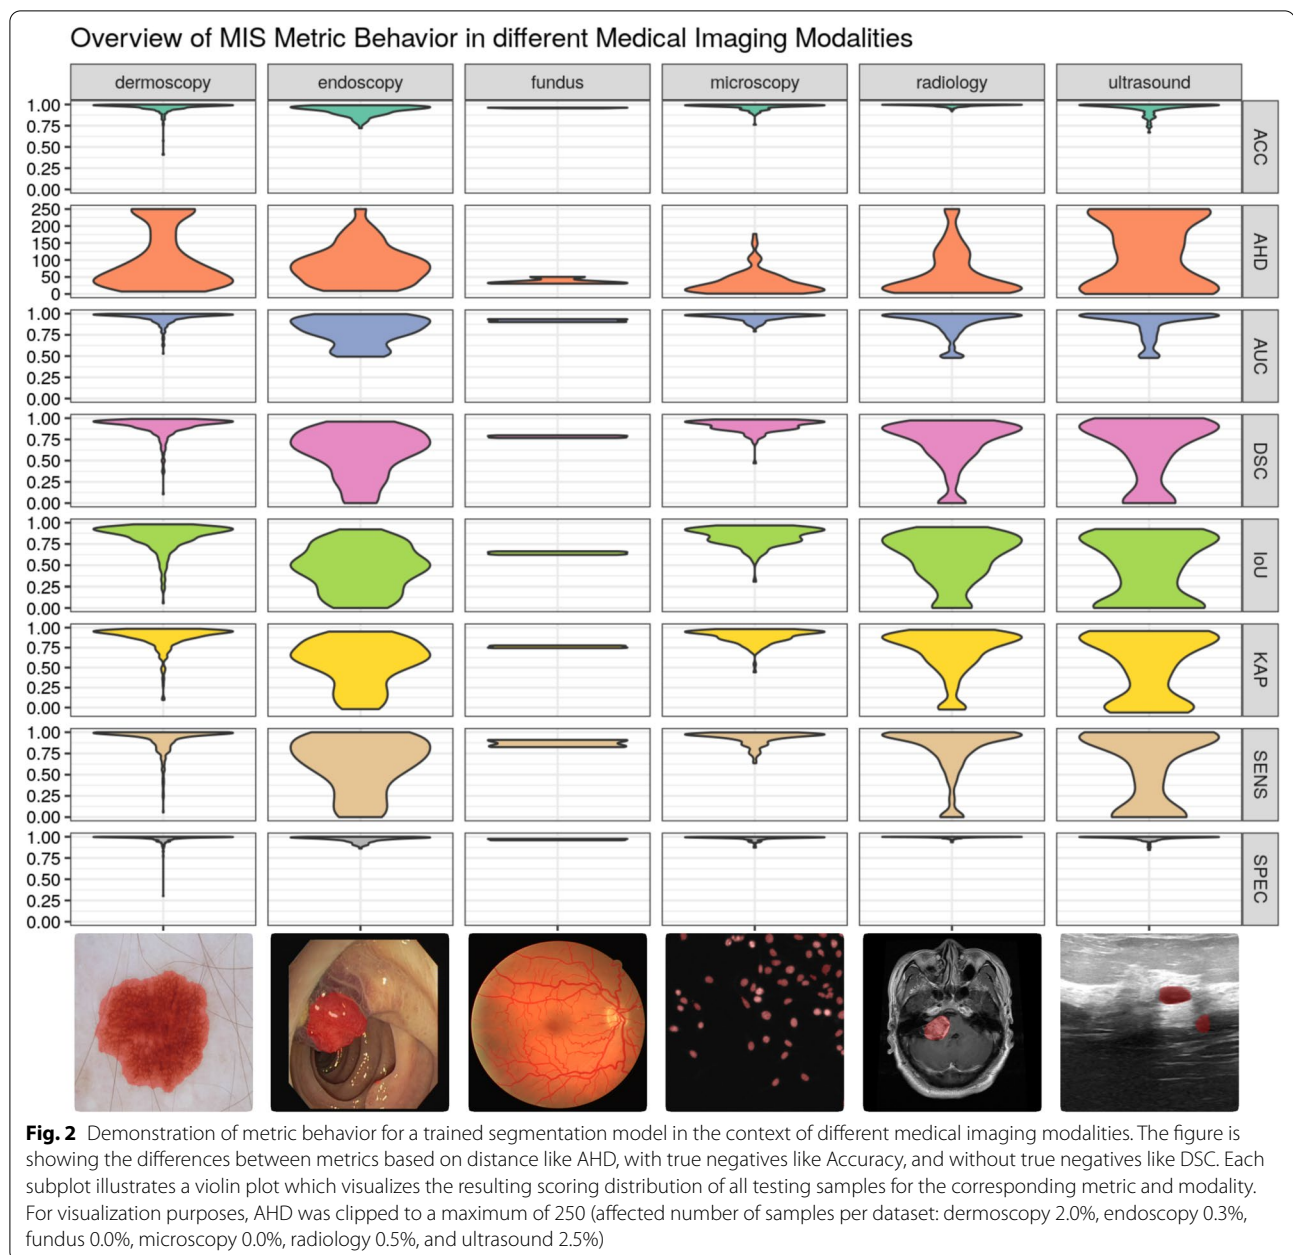 Overview of MIS Metric Behavior in different Medical Imaging Modalities
dermoscopy endoscopy fundus microscopy radiology ultrasound
1.00
0.75
0.50
0.25
0.00
ACC
250
200
150
100
50
0
AHD
1.00
0.75
0.50
0.25
0.00
AUC
1.00
0.75
0.50
0.25
0.00
DSC
1.00
0.75
0.50
0.25
0.00
IoU
1.00
0.75
0.50
0.25
0.00
KAP
1.00
0.75
0.50
0.25
0.00
SENS
1.00
0.75
0.50
0.25
0.00
SPEC
Fig. 2 Demonstration of metric behavior for a trained segmentation model in the context of different medical imaging modalities. The figure is
showing the differences between metrics based on distance like AHD, with true negatives like Accuracy, and without true negatives like DSC. Each
subplot illustrates a violin plot which visualizes the resulting scoring distribution of all testing samples for the corresponding metric and modality.
For visualization purposes, AHD was clipped to a maximum of 250 (affected number of samples per dataset: dermoscopy 2.0%, endoscopy 0.3%,
fundus 0.0%, microscopy 0.0%, radiology 0.5%, and ultrasound 2.5%)